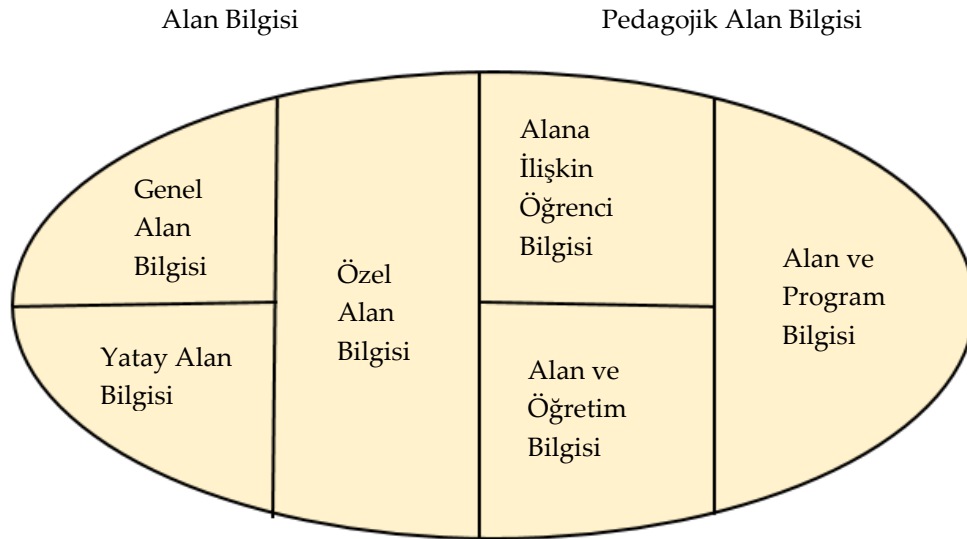 Alan Bilgisi
Pedagojik Alan Bilgisi
Genel
Alan
Bilgisi
Yatay Alan
Bilgisi
Özel
Alan
Bilgisi
Alana
İlişkin
Öğrenci
Bilgisi
Alan ve
Öğretim
Bilgisi
Alan ve
Program
Bilgisi